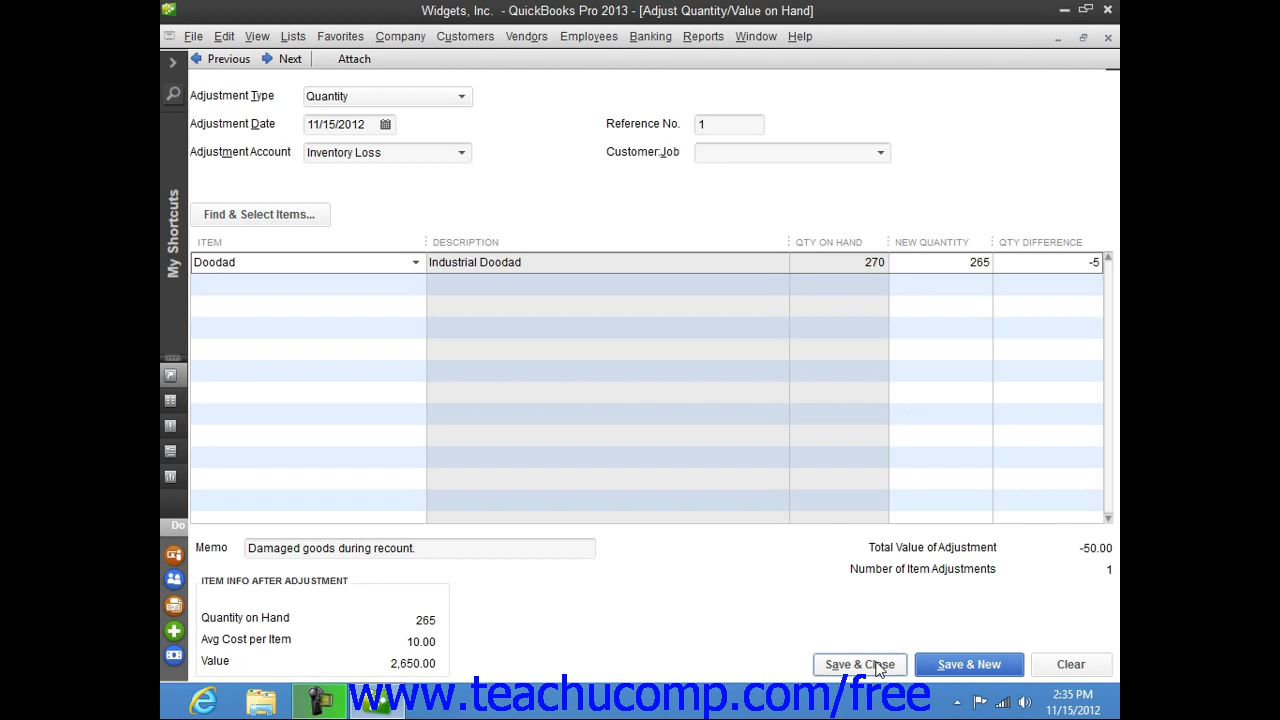 Widgets, Inc. - QuickBooks Pro 2013 - [Adjust Quantity/Value on Hand]
File Edit View Lists Favorites Company Customers Vendors Employees Banking Reports Window Help
Previous Next Attach
Adjustment Type Quantity
Adjustment Date 11/15/2012 Reference No. 1
Adjustment Account Inventory Loss Customer:Job
My Shortcuts
Find & Select Items...
ITEM DESCRIPTION QTY ON HAND NEW QUANTITY QTY DIFFERENCE
Doodad Industrial Doodad 270 265 -5
Do
Memo Damaged goods during recount. Total Value of Adjustment -50.00
Number of Item Adjustments 1
ITEM INFO AFTER ADJUSTMENT
Quantity on Hand 265
Avg Cost per Item 10.00
Value 2,650.00
Save & Close Save & New Clear
www.teachucomp.com/free
2:35 PM
11/15/2012